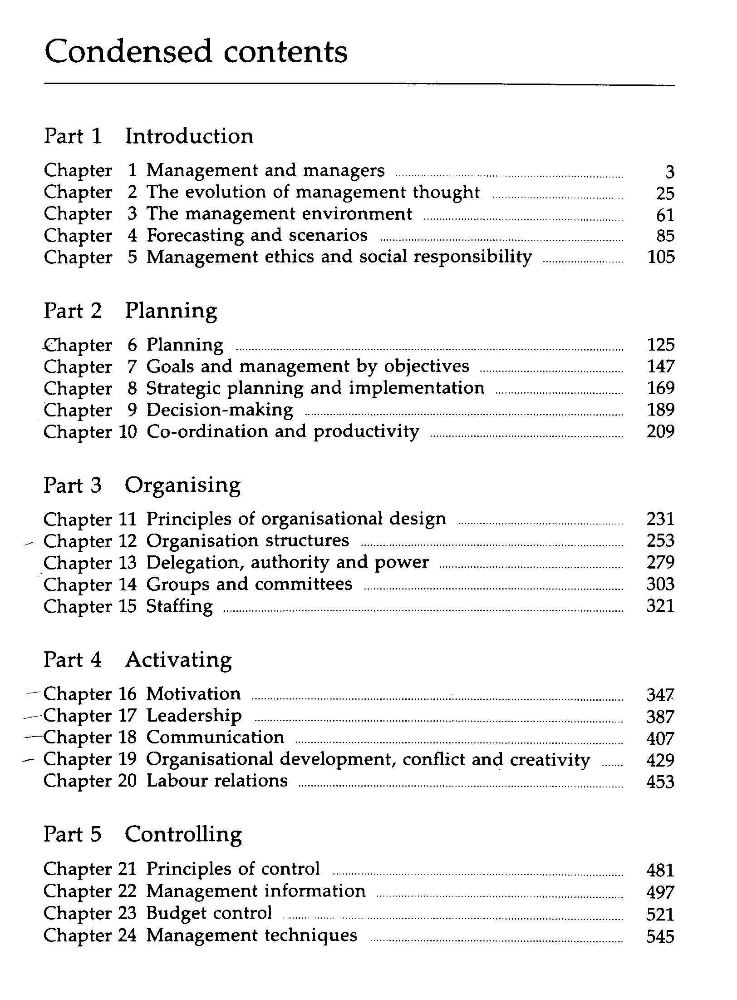 Condensed contents
Part 1 Introduction
Chapter 1 Management and managers 3
Chapter 2 The evolution of management thought 25
Chapter 3 The management environment 61
Chapter 4 Forecasting and scenarios 85
Chapter 5 Management ethics and social responsibility 105
Part 2 Planning
Chapter 6 Planning 125
Chapter 7 Goals and management by objectives 147
Chapter 8 Strategic planning and implementation 169
Chapter 9 Decision-making 189
Chapter 10 Co-ordination and productivity 209
Part 3 Organising
Chapter 11 Principles of organisational design 231
Chapter 12 Organisation structures 253
Chapter 13 Delegation, authority and power 279
Chapter 14 Groups and committees 303
Chapter 15 Staffing 321
Part 4 Activating
Chapter 16 Motivation 347
Chapter 17 Leadership 387
Chapter 18 Communication 407
Chapter 19 Organisational development, conflict and creativity 429
Chapter 20 Labour relations 453
Part 5 Controlling
Chapter 21 Principles of control 481
Chapter 22 Management information 497
Chapter 23 Budget control 521
Chapter 24 Management techniques 545